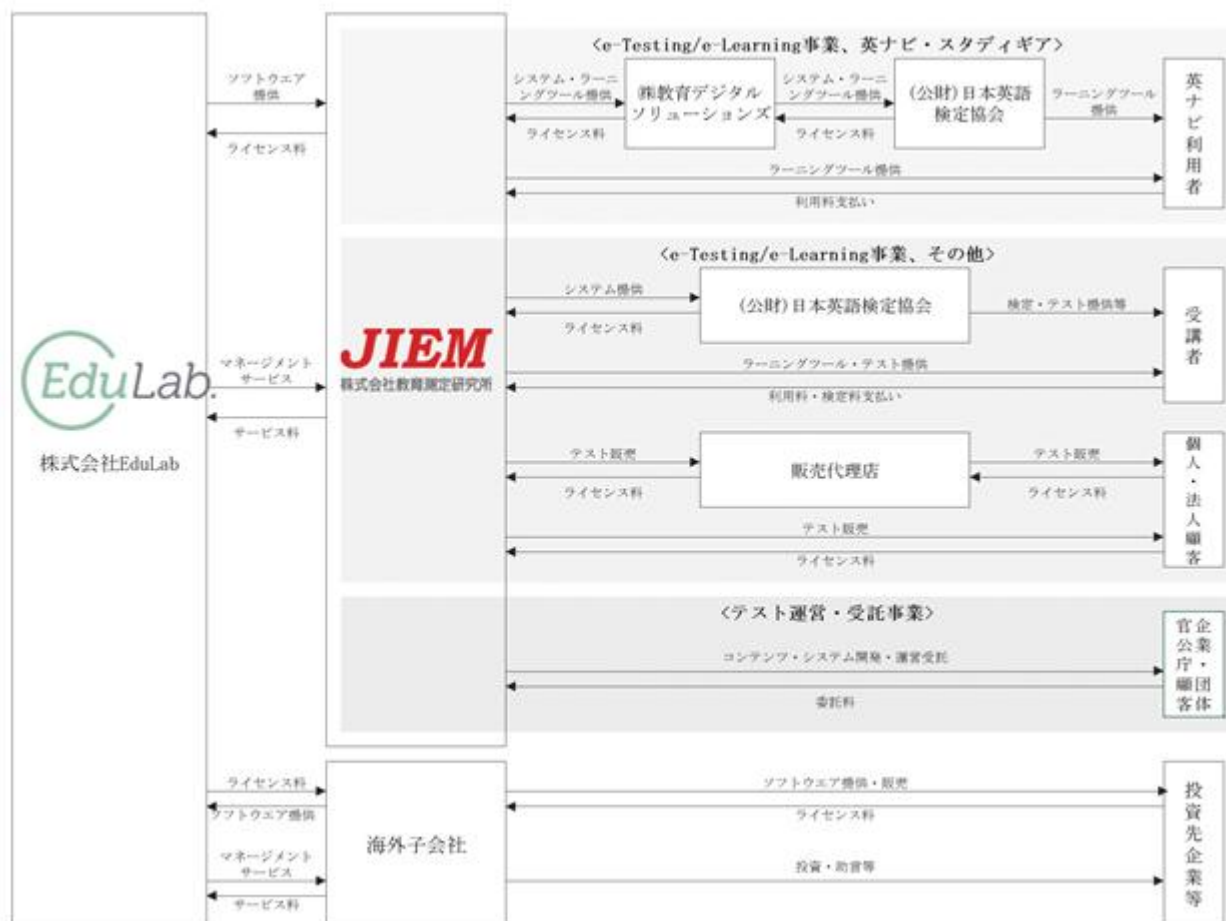 <e-Testing/e-Learning事業、英ナビ・スタディギア>
ソフトウエア
提供
ライセンス料
システム・ラーニ
ングツール提供
ライセンス料
㈱教育デジタル
ソリューションズ
システム・ラーニ
ングツール提供
ライセンス料
(公財)日本英語
検定協会
ラーニングツール
提供
英ナビ利用者
ラーニングツール提供
利用料支払い
<e-Testing/e-Learning事業、その他>
システム提供
ライセンス料
(公財)日本英語検定協会
検定・テスト提供等
受講者
EduLab.
株式会社EduLab
マネージメント
サービス
サービス料
JIEM
株式会社教育測定研究所
ラーニングツール・テスト提供
利用料・検定料支払い
テスト販売
ライセンス料
販売代理店
テスト販売
ライセンス料
個人・法人顧客
テスト販売
ライセンス料
<テスト運営・受託事業>
コンテンツ・システム開発・運営受託
委託料
企業・団体
官公庁顧客
ライセンス料
ソフトウエア提供
マネージメント
サービス
サービス料
海外子会社
ソフトウエア提供・販売
ライセンス料
投資・助言等
投資先企業等